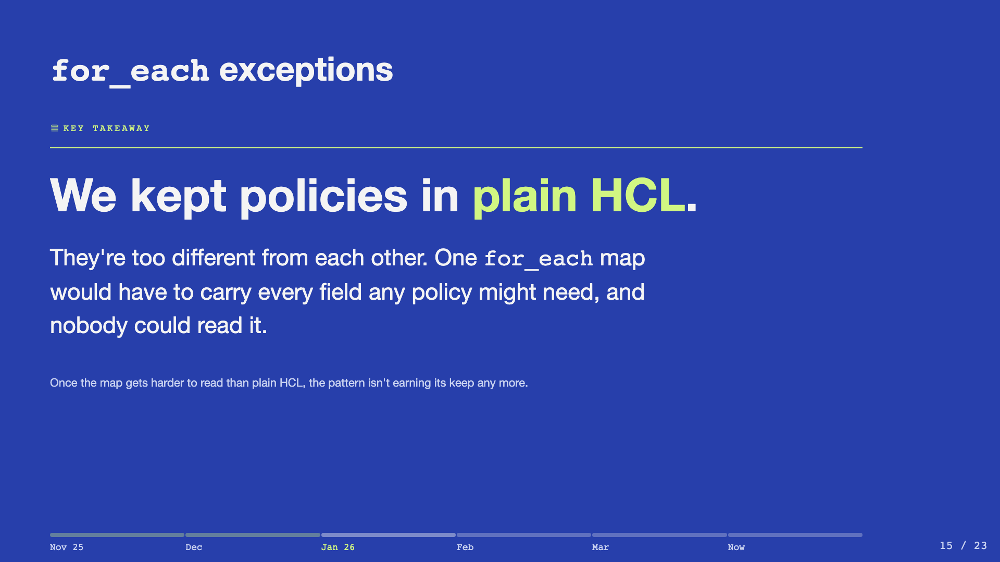 for_each exceptions
KEY TAKEAWAY
We kept policies in plain HCL.
They're too different from each other. One for_each map
would have to carry every field any policy might need, and
nobody could read it.
Once the map gets harder to read than plain HCL, the pattern isn't earning its keep any more.
Nov 25
Dec
Jan 26
Feb
Mar
Now
15 / 23